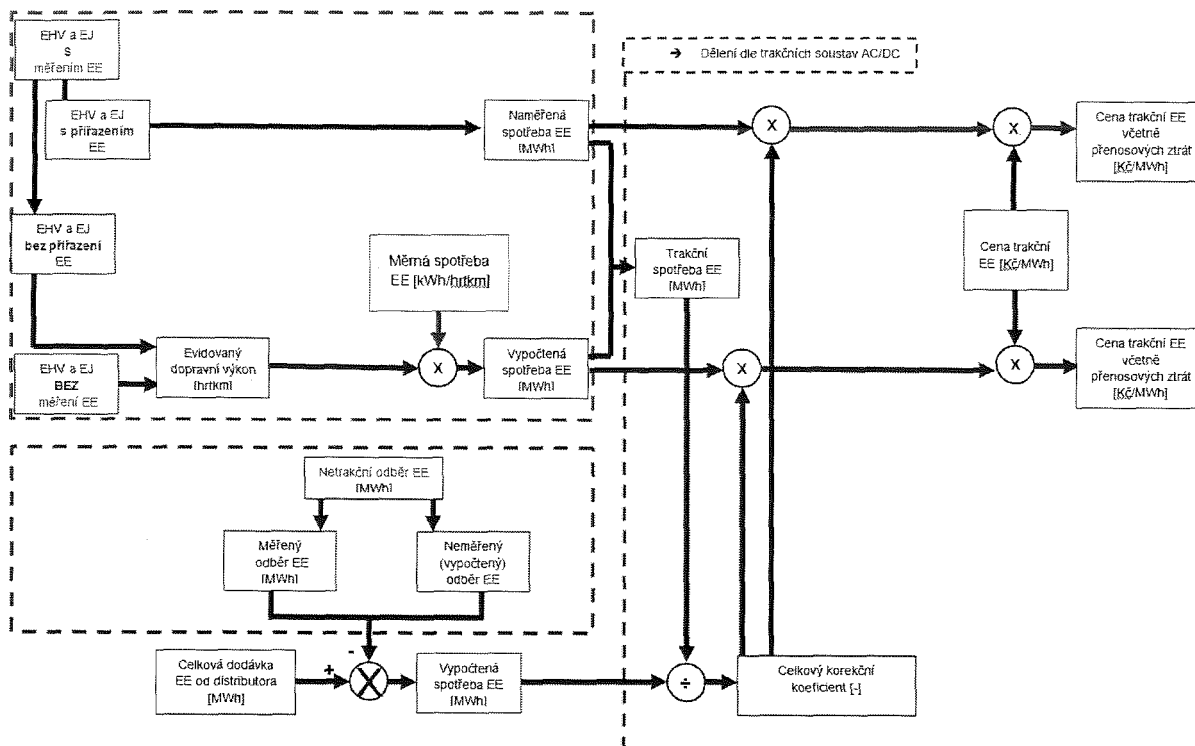 EHV a EJ
s
měřením EE
→ Dělení dle trakčních soustav AC/DC
EHV a EJ
s přiřazením
EE
Naměřená
spotřeba EE
[MWh]
X
X
Cena trakční EE
včetně
přenosových ztrát
[Kč/MWh]
EHV a EJ
bez přiřazení
EE
Měrná spotřeba
EE [kWh/hrtkm]
Trakční
spotřeba EE
[MWh]
Cena trakční
EE [Kč/MWh]
EHV a EJ
BEZ
měření EE
Evidovaný
dopravní výkon
[hrtkm]
X
Vypočtená
spotřeba EE
[MWh]
X
X
Cena trakční EE
včetně
přenosových ztrát
[Kč/MWh]
Netrakční odběr EE
[MWh]
Měřený
odběr EE
[MWh]
Neměřený
(vypočtený)
odběr EE
Celková dodávka
EE od distributora
[MWh]
+
-
Vypočtená
spotřeba EE
[MWh]
÷
Celkový korekční
koeficient [-]